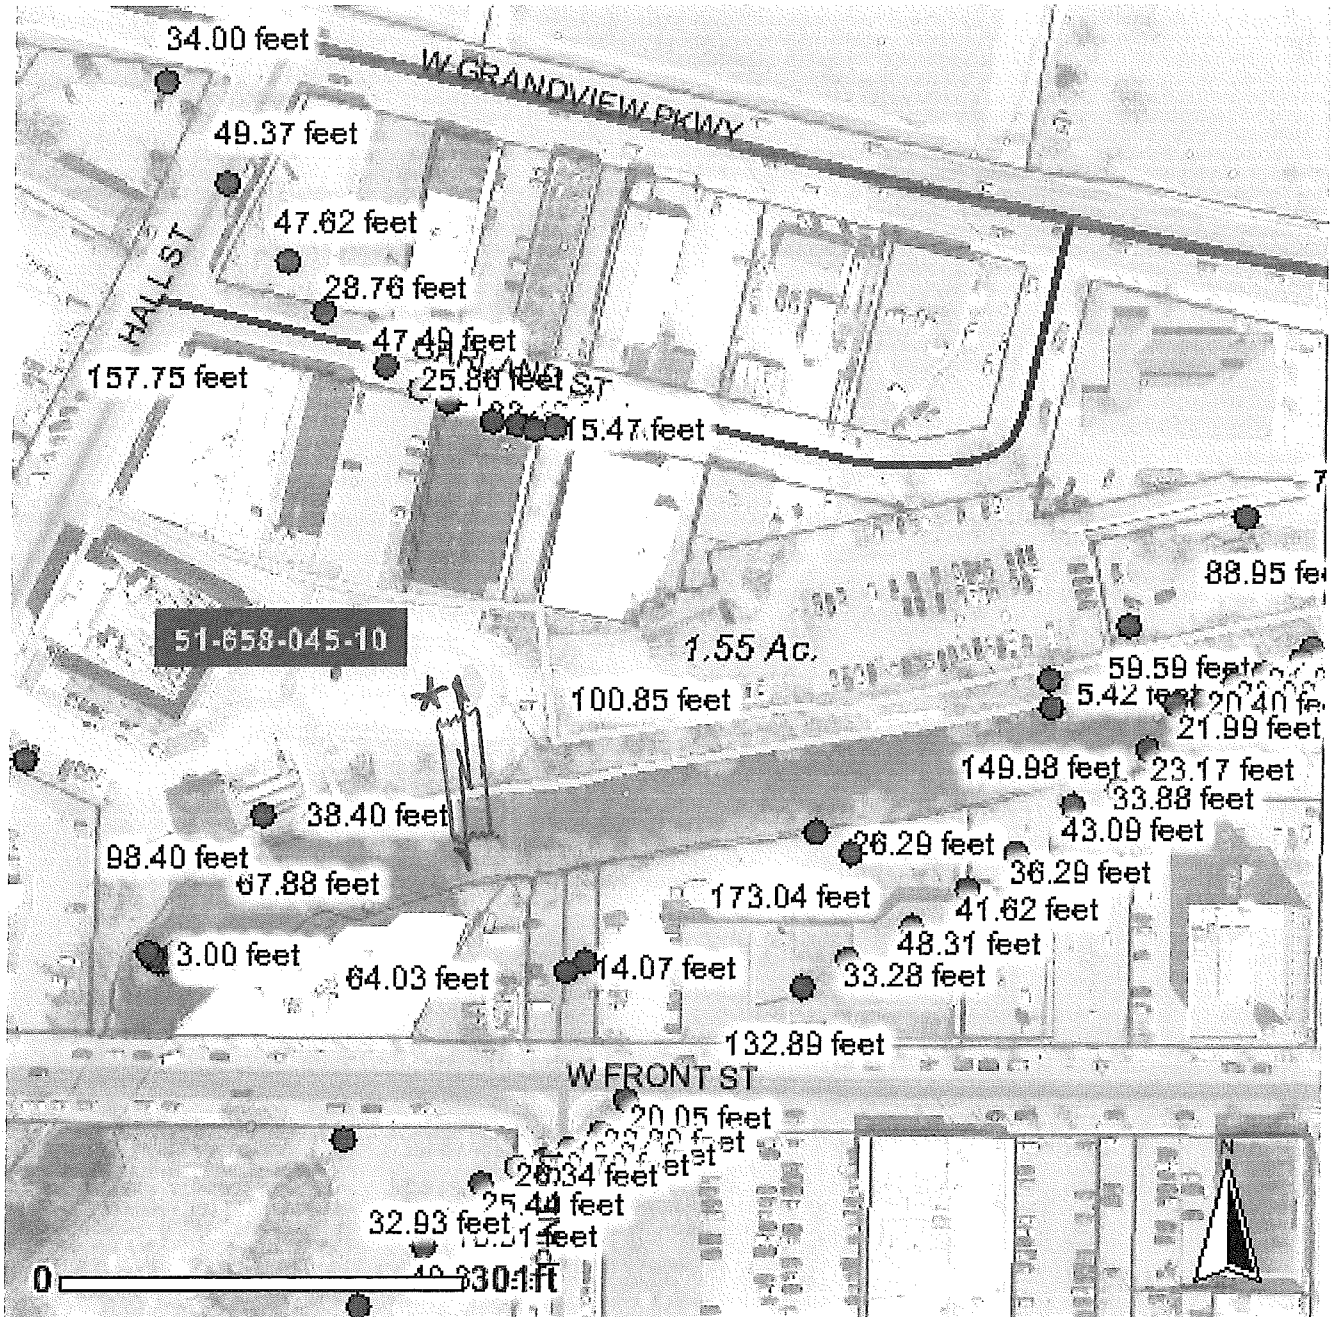 34.00 feet
W GRANDVIEW PKWY
49.37 feet
47.62 feet
HALL ST
28.76 feet
47.49 feet
GARLAND ST
157.75 feet
25.86 feet
15.47 feet
7
88.95 fe
51-658-045-10
1.55 Ac.
59.59 feet
100.85 feet
5.42 feet
20.40 fe
21.99 feet
149.98 feet
23.17 feet
38.40 feet
33.88 feet
43.09 feet
98.40 feet
26.29 feet
67.88 feet
36.29 feet
173.04 feet
41.62 feet
48.31 feet
3.00 feet
64.03 feet
14.07 feet
33.28 feet
132.89 feet
W FRONT ST
20.05 feet
26.34 feet
25.44 feet
32.93 feet
N
0
301ft